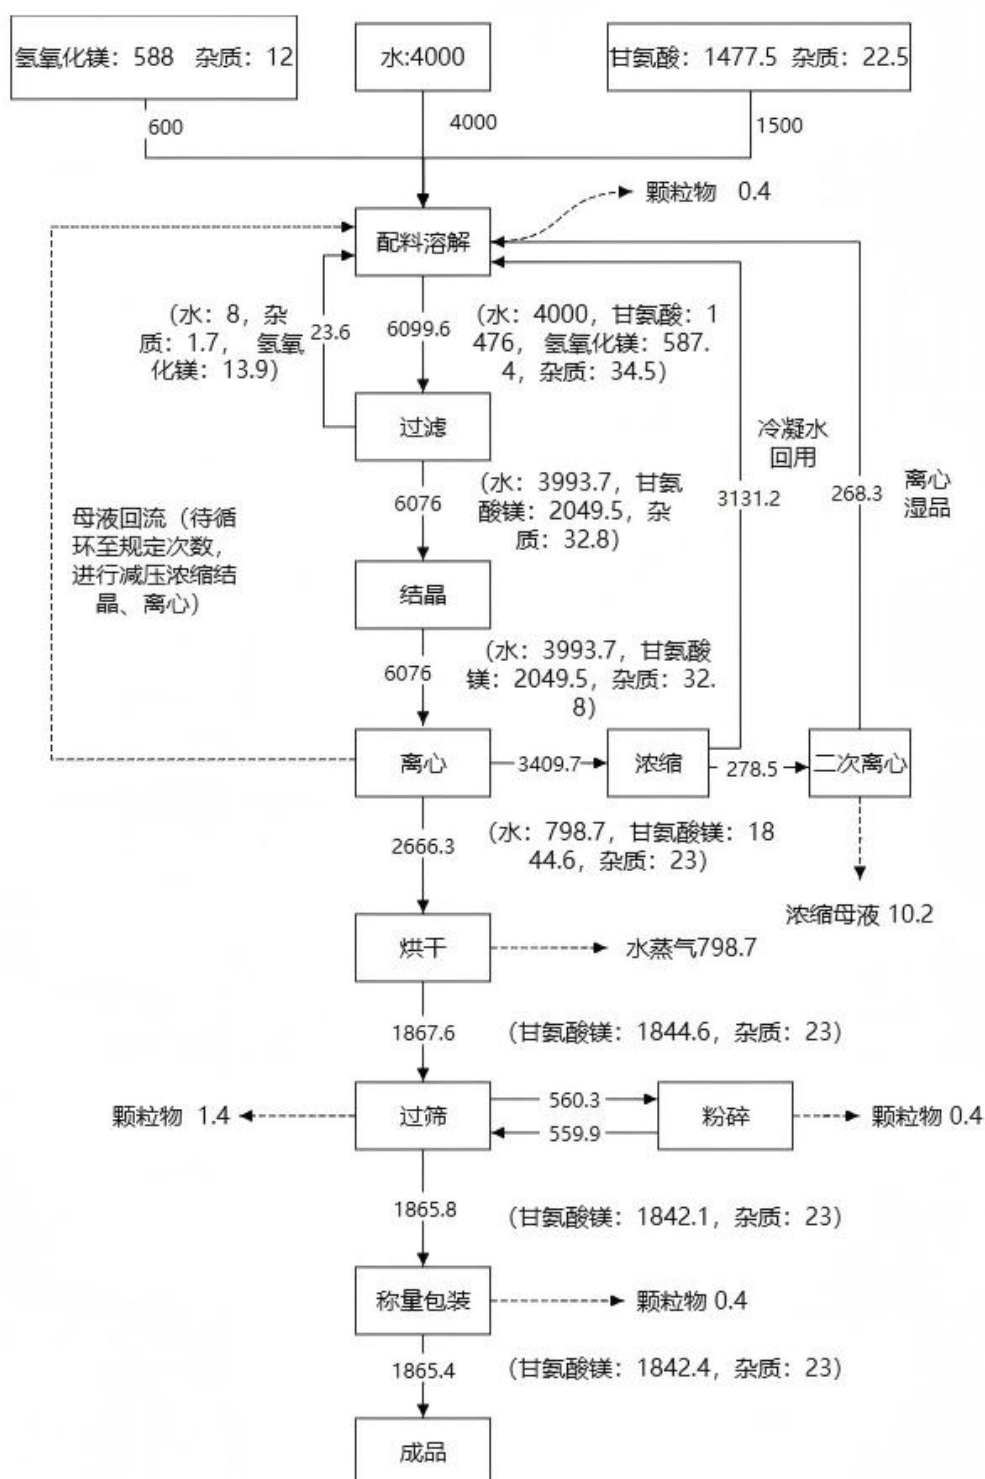 氢氧化镁：588 杂质：12
水:4000
甘氨酸：1477.5 杂质：22.5
600
4000
1500
颗粒物 0.4
配料溶解
（水：8，杂
质：1.7， 氢氧
化镁：13.9）
23.6
6099.6
（水：4000，甘氨酸：1
476，氢氧化镁：587.
4，杂质：34.5）
过滤
冷凝水
回用
6076
（水：3993.7，甘氨
酸镁：2049.5，杂
质：32.8）
3131.2
268.3
离心
湿品
母液回流（待循
环至规定次数，
进行减压浓缩结
晶、离心）
结晶
6076
（水：3993.7，甘氨酸
镁：2049.5，杂质：32.
8）
离心
3409.7
浓缩
278.5
二次离心
2666.3
（水：798.7，甘氨酸镁：18
44.6，杂质：23）
浓缩母液 10.2
烘干
水蒸气798.7
1867.6
（甘氨酸镁：1844.6，杂质：23）
颗粒物 1.4
过筛
560.3
559.9
粉碎
颗粒物 0.4
1865.8
（甘氨酸镁：1842.1，杂质：23）
称量包装
颗粒物 0.4
1865.4
（甘氨酸镁：1842.4，杂质：23）
成品